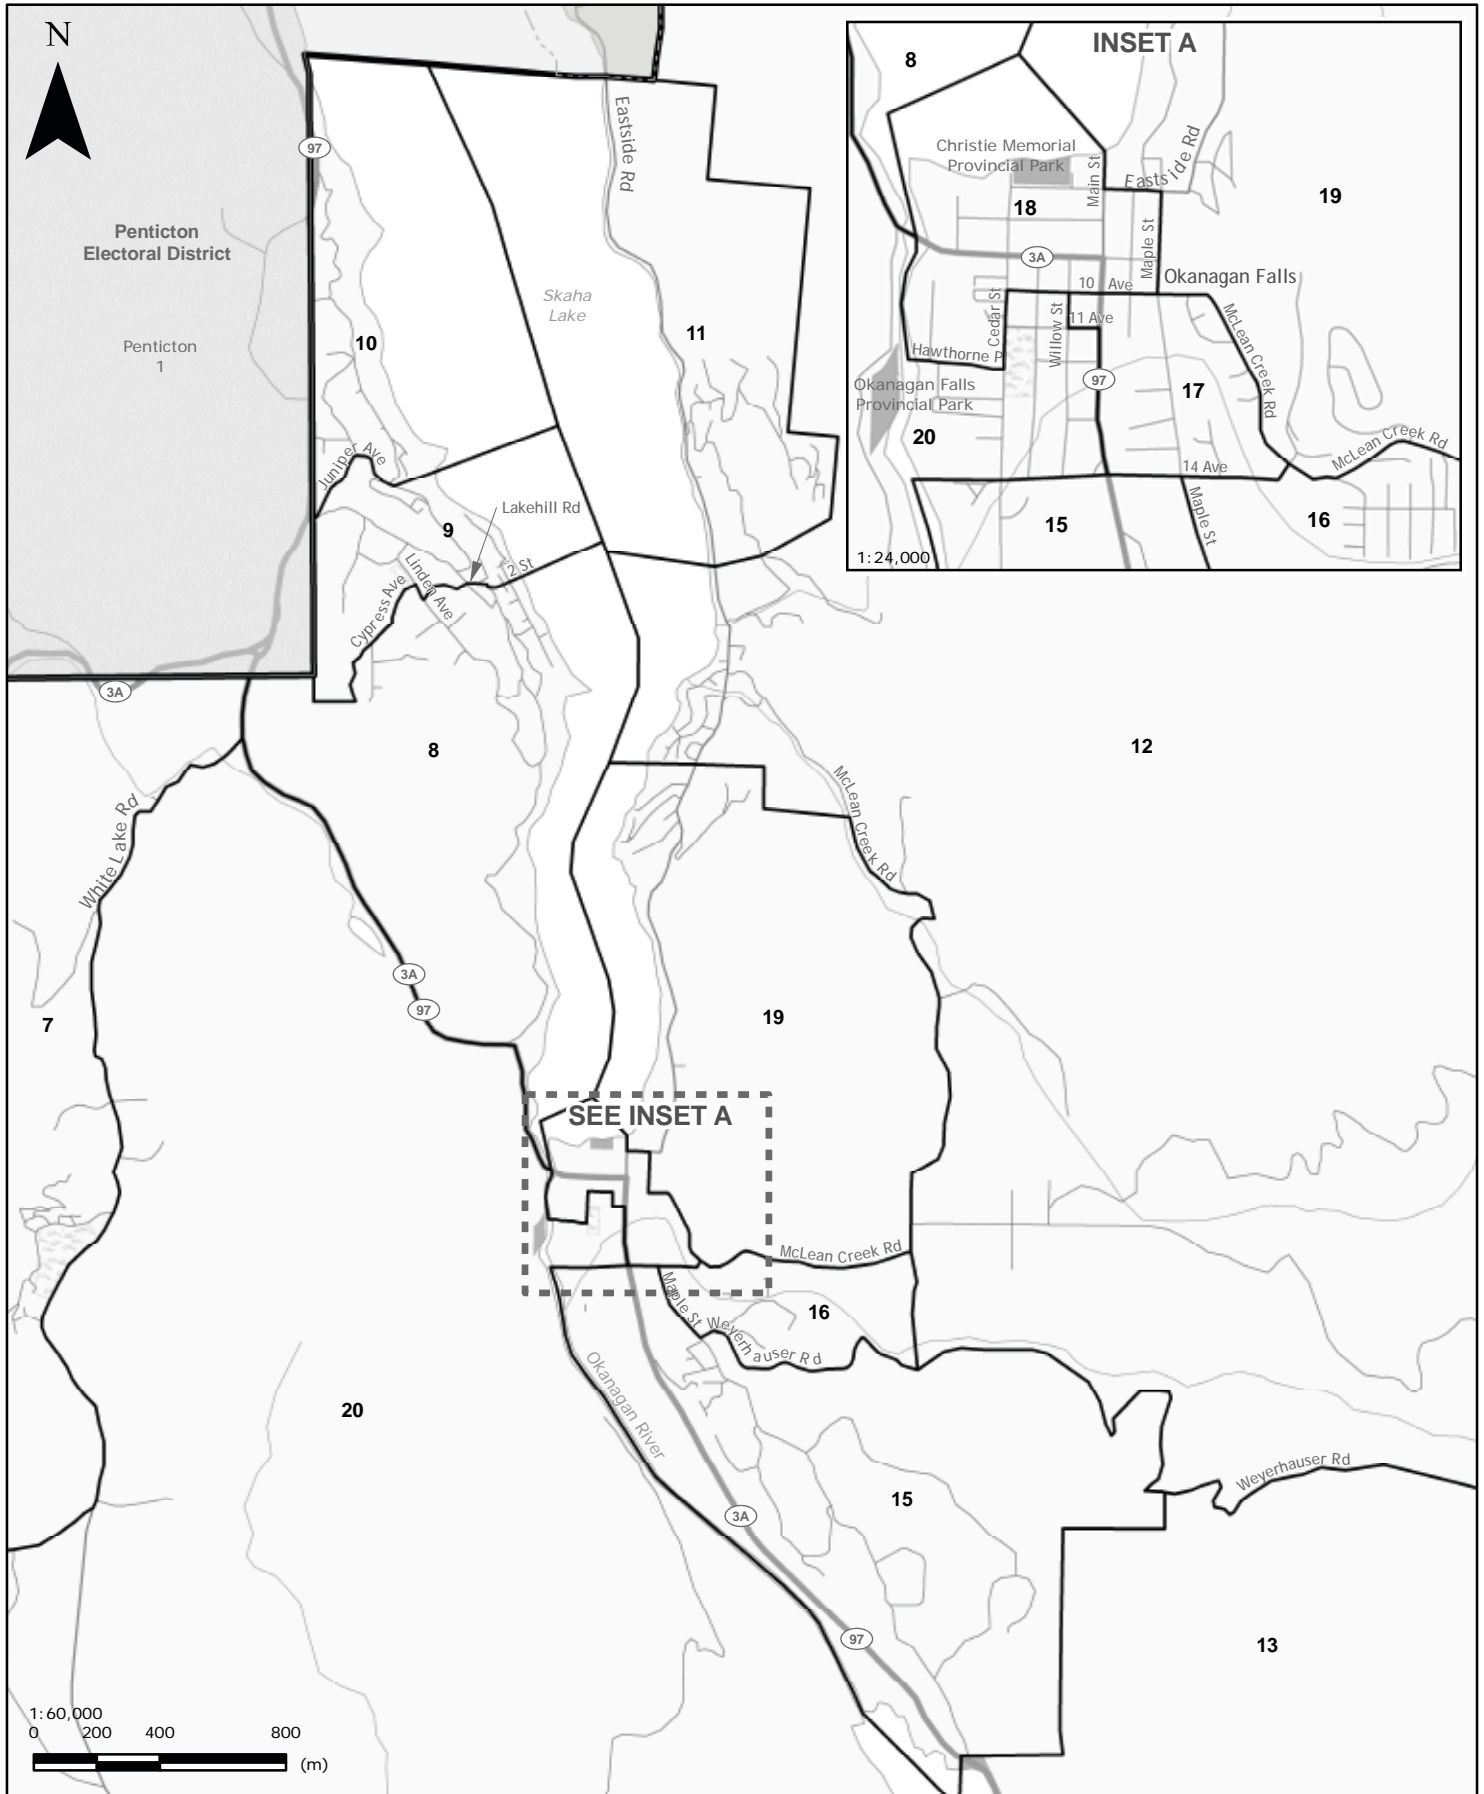 N
97
Eastside Rd
Penticton
Electoral District
Penticton
1
10
Skaha
Lake
11
Juniper Ave
9
Lakehill Rd
12 St
Linden Ave
Cypress Ave
3A
8
12
White Lake Rd
McLean Creek Rd
3A
97
7
19
SEE INSET A
McLean Creek Rd
16
Maple St
Weyerhauser Rd
Okanagan River
20
15
Weyerhauser Rd
3A
97
13
1:60,000
0 200 400 800
(m)
INSET A
8
Christie Memorial
Provincial Park
Main St
Eastside Rd
18
19
3A
Maple St
Okanagan Falls
10 Ave
Cedar St
Willow St
11 Ave
McLean Creek Rd
Hawthorne P
97
Okanagan Falls
Provincial Park
17
20
McLean Creek Rd
14 Ave
Maple St
15
16
1:24,000